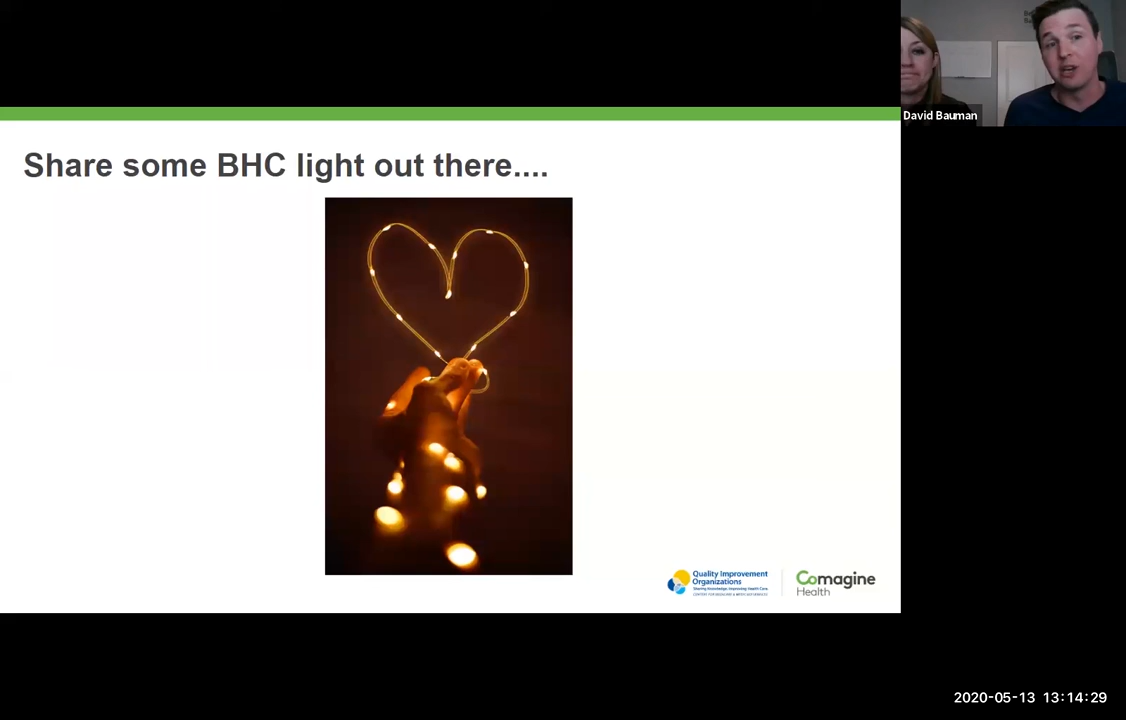 David Bauman
Share some BHC light out there....
Quality Improvement
Organizations
Sharing Knowledge. Improving Health Care.
CENTERS FOR MEDICARE & MEDICAID SERVICES
Comagine
Health
2020-05-13 13:14:29